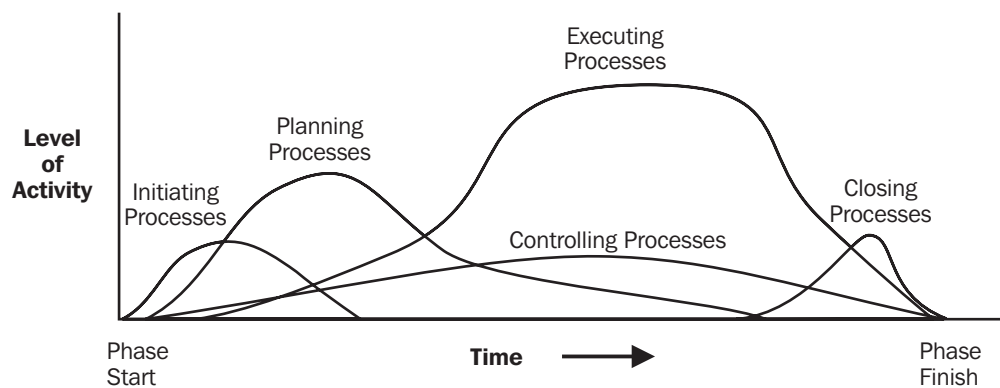 Executing
Processes
Planning
Processes
Level
of
Activity
Initiating
Processes
Closing
Processes
Controlling Processes
Phase
Start
Time
Phase
Finish